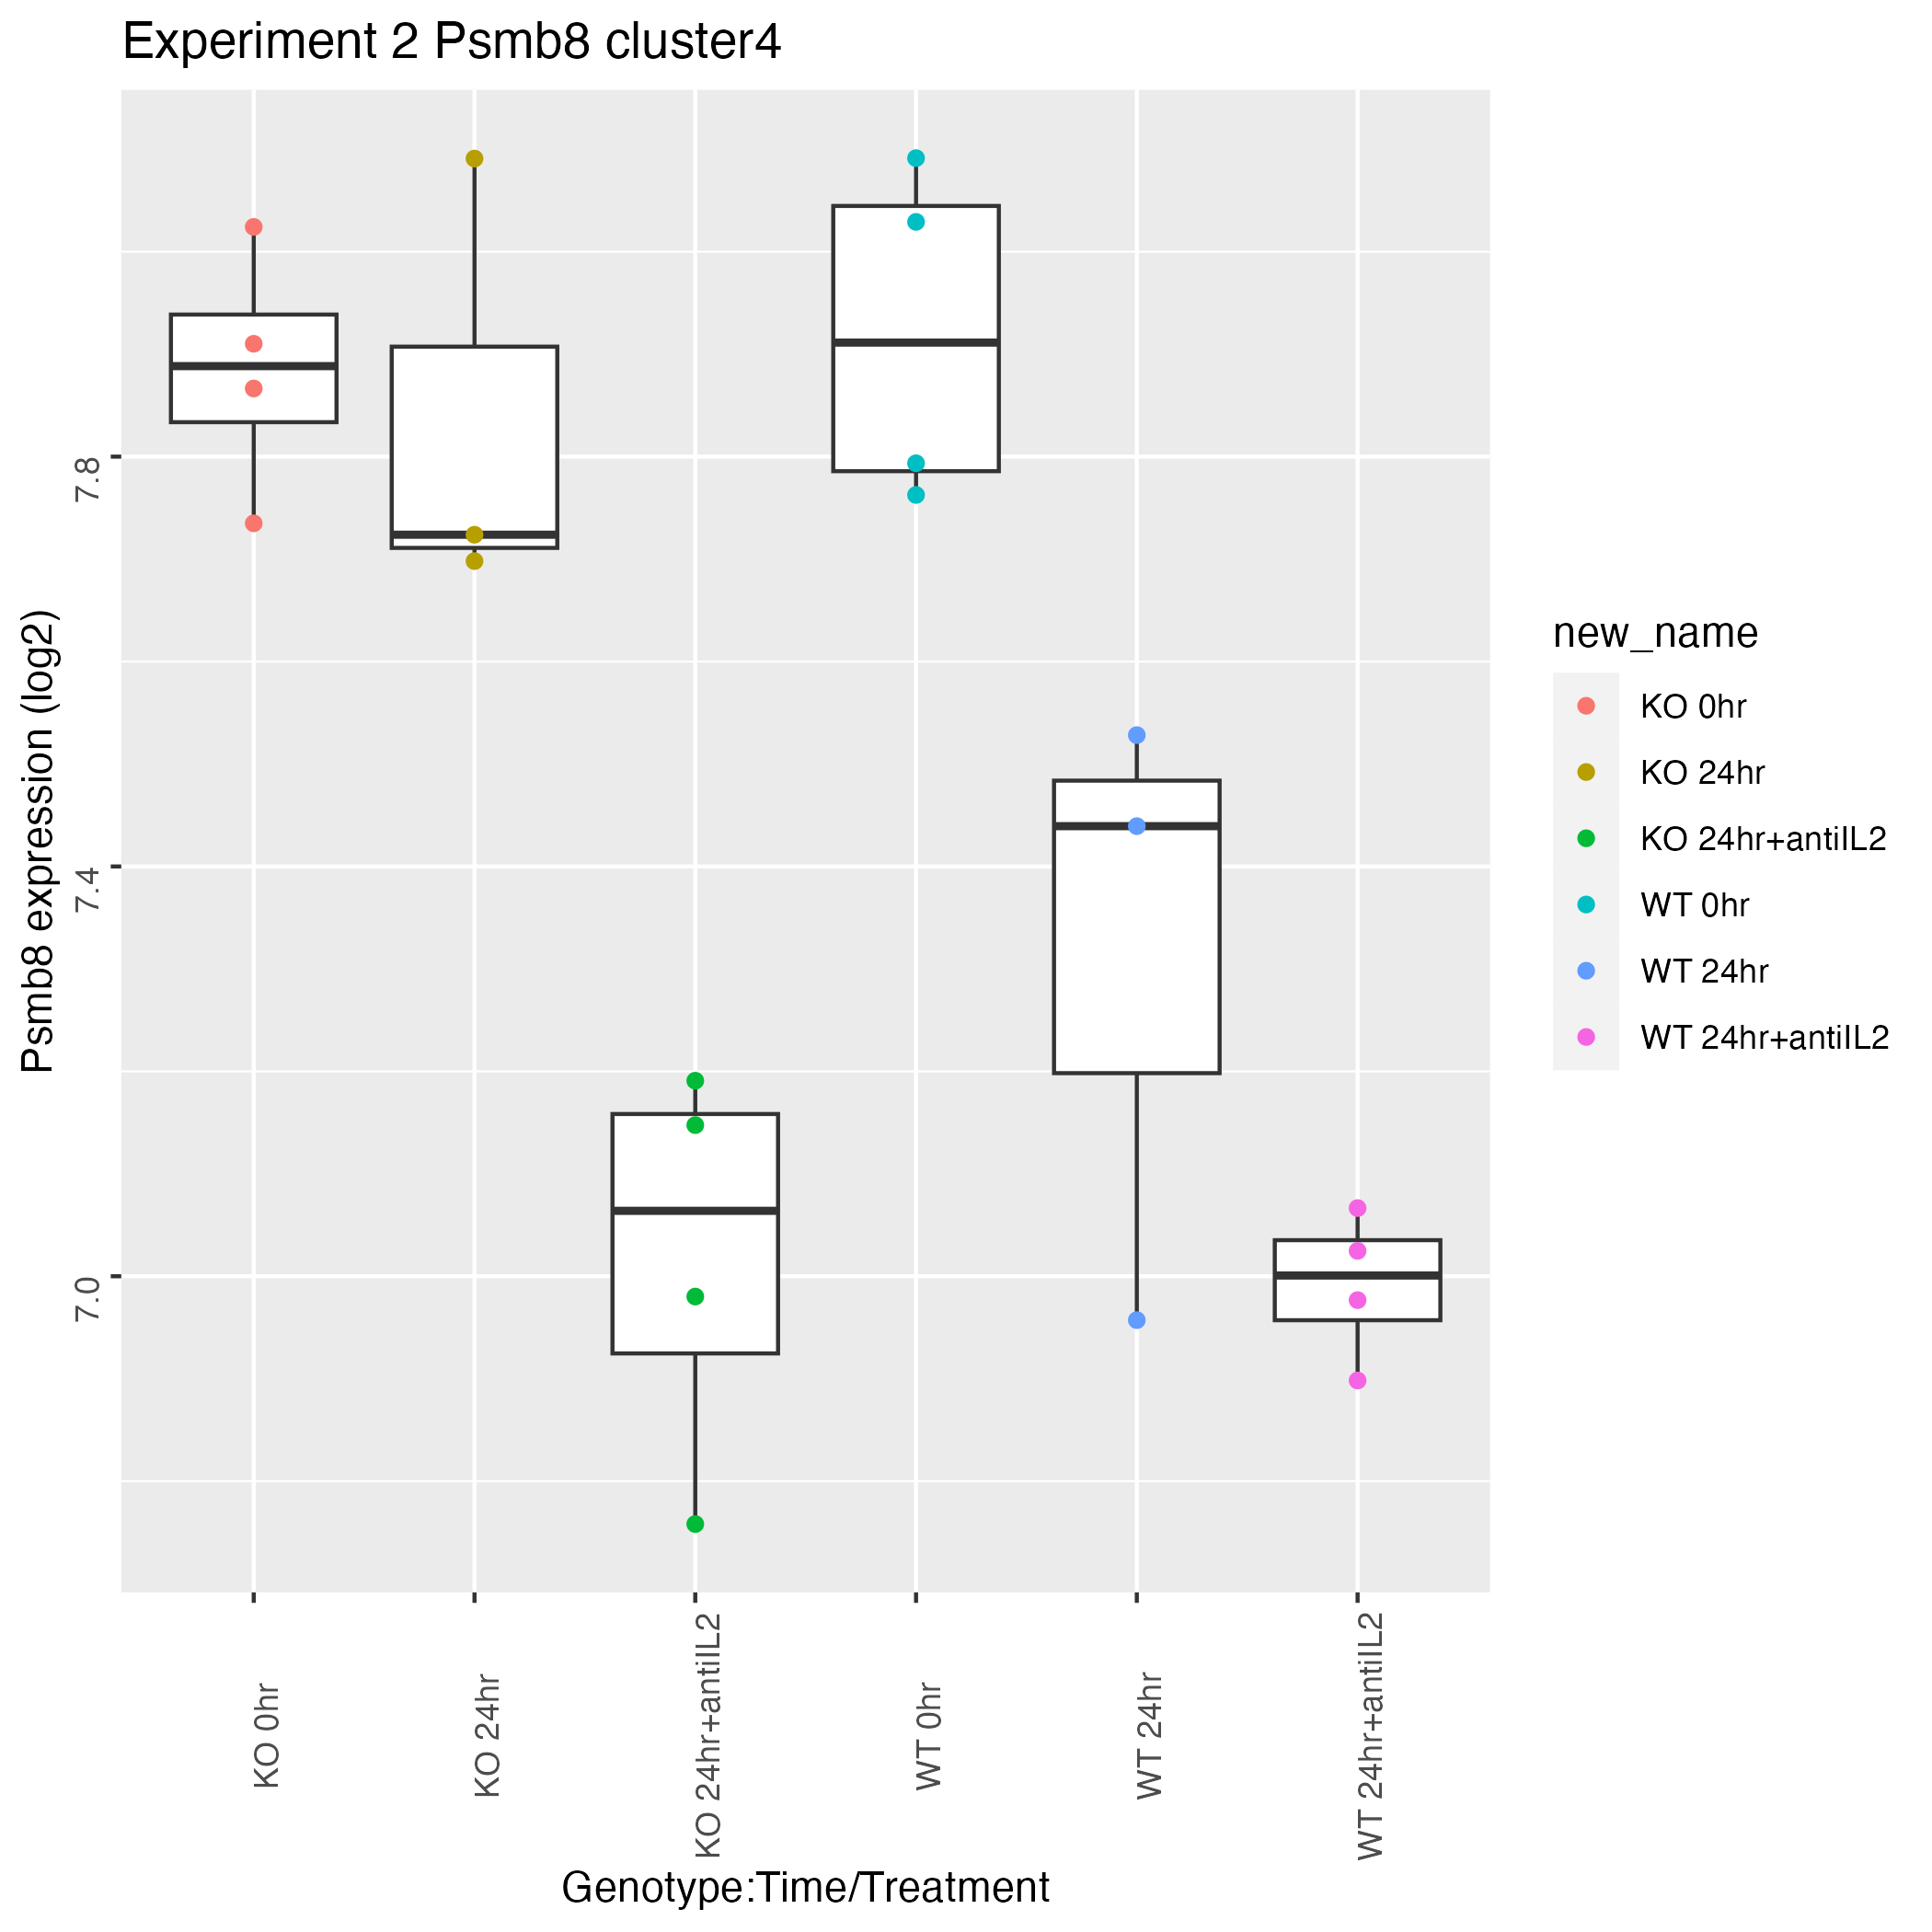 Experiment 2 Psmb8 cluster4
Psmb8 expression (log2)
7.8
7.4
7.0
KO 0hr
KO 24hr
KO 24hr+antiIL2
WT 0hr
WT 24hr
WT 24hr+antiIL2
Genotype:Time/Treatment
new_name
KO 0hr
KO 24hr
KO 24hr+antiIL2
WT 0hr
WT 24hr
WT 24hr+antiIL2